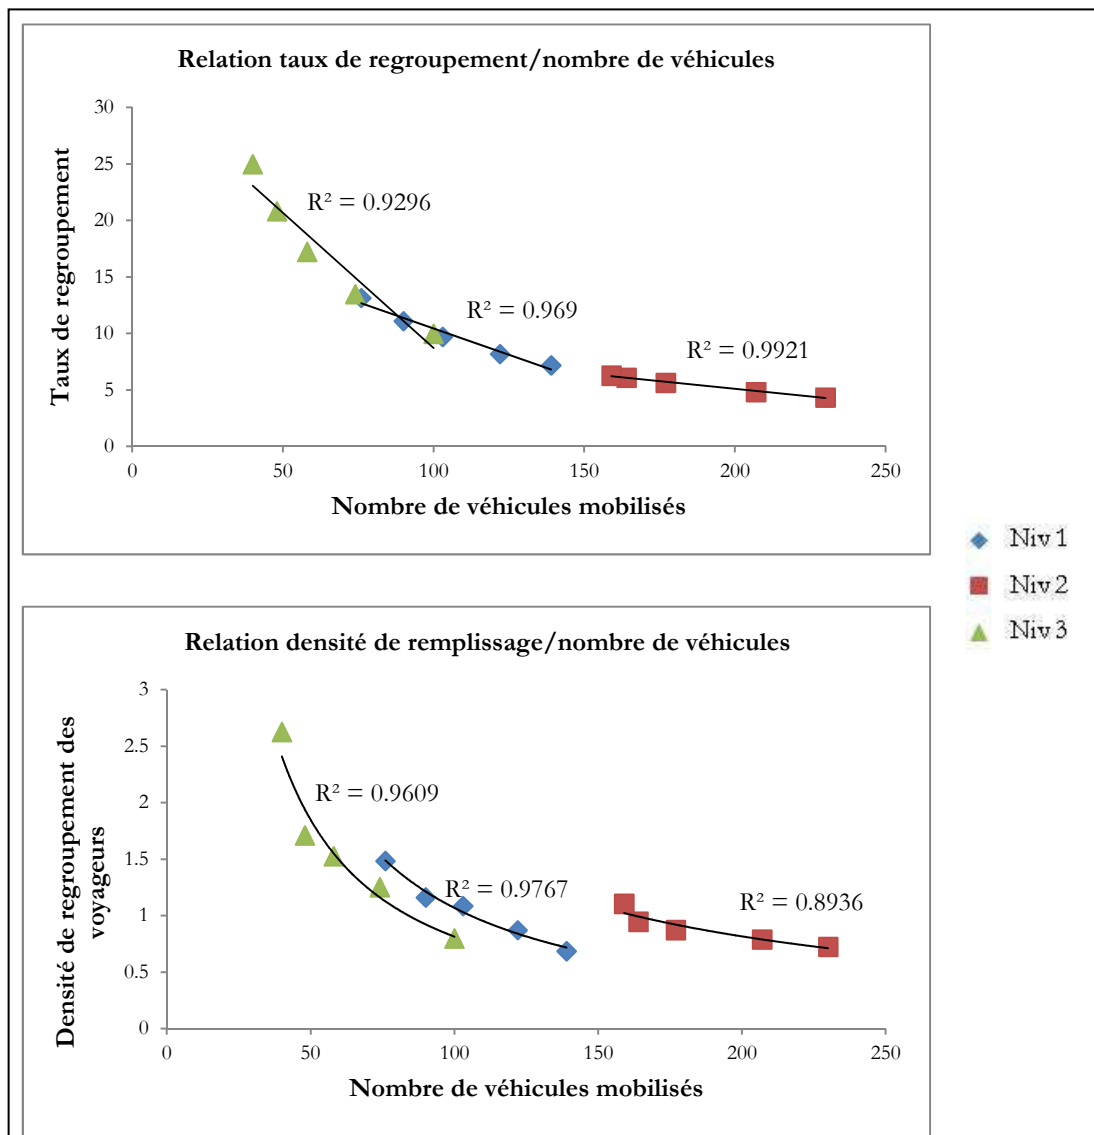 Relation taux de regroupement/nombre de véhicules
30
25
20
15
10
5
0
Taux de regroupement
R² = 0.9296
R² = 0.969
R² = 0.9921
0 50 100 150 200 250
Nombre de véhicules mobilisés
Niv 1
Niv 2
Niv 3
Relation densité de remplissage/nombre de véhicules
3
2.5
2
1.5
1
0.5
0
Densité de regroupement des
voyageurs
R² = 0.9609
R² = 0.9767
R² = 0.8936
0 50 100 150 200 250
Nombre de véhicules mobilisés